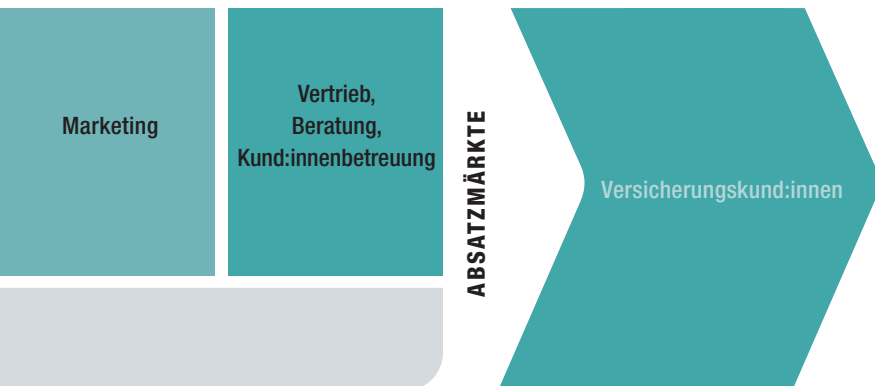 Marketing
Vertrieb,
Beratung,
Kund:innenbetreuung
ABSATZMÄRKTE
Versicherungskund:innen